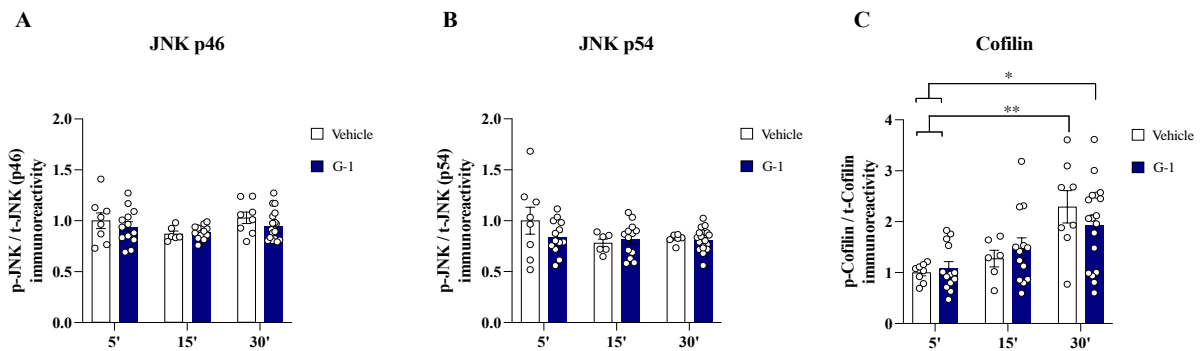 A
JNK p46
p-JNK / t-JNK (p46)
immunoreactivity
2.0
1.5
1.0
0.5
0.0
5'
15'
30'
Vehicle
G-1
B
JNK p54
p-JNK / t-JNK (p54)
immunoreactivity
2.0
1.5
1.0
0.5
0.0
5'
15'
30'
Vehicle
G-1
C
Cofilin
p-Cofilin / t-Cofilin
immunoreactivity
4
3
2
1
0
*
**
5'
15'
30'
Vehicle
G-1